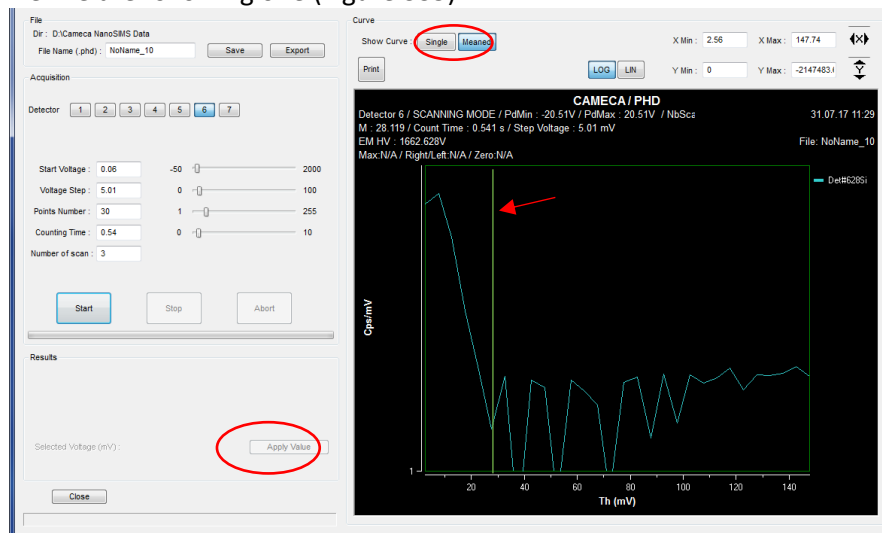 File
Dir : D:\Cameca NanoSIMS Data
File Name (.phd) : NoName_10 Save Export
Acquisition
Detector 1 2 3 4 5 6 7
Start Voltage : 0.06 -50 2000
Voltage Step : 5.01 0 100
Points Number : 30 1 255
Counting Time : 0.54 0 10
Number of scan : 3
Start Stop Abort
Results
Selected Voltage (mV) : Apply Value
Close
Curve
Show Curve : Single Meaned X Min : 2.56 X Max : 147.74 X
Print LOG LIN Y Min : 0 Y Max : -2147483. Y
CAMECA / PHD
Detector 6 / SCANNING MODE / PdMin : -20.51V / PdMax : 20.51V / NbSca 31.07.17 11:29
M : 28.119 / Count Time : 0.541 s / Step Voltage : 5.01 mV
EM HV : 1662.628V File: NoName_10
Max:N/A / Right/Left:N/A / Zero:N/A
Det#628Si
Cps/mV
1
20 40 60 80 100 120 140
Th (mV)